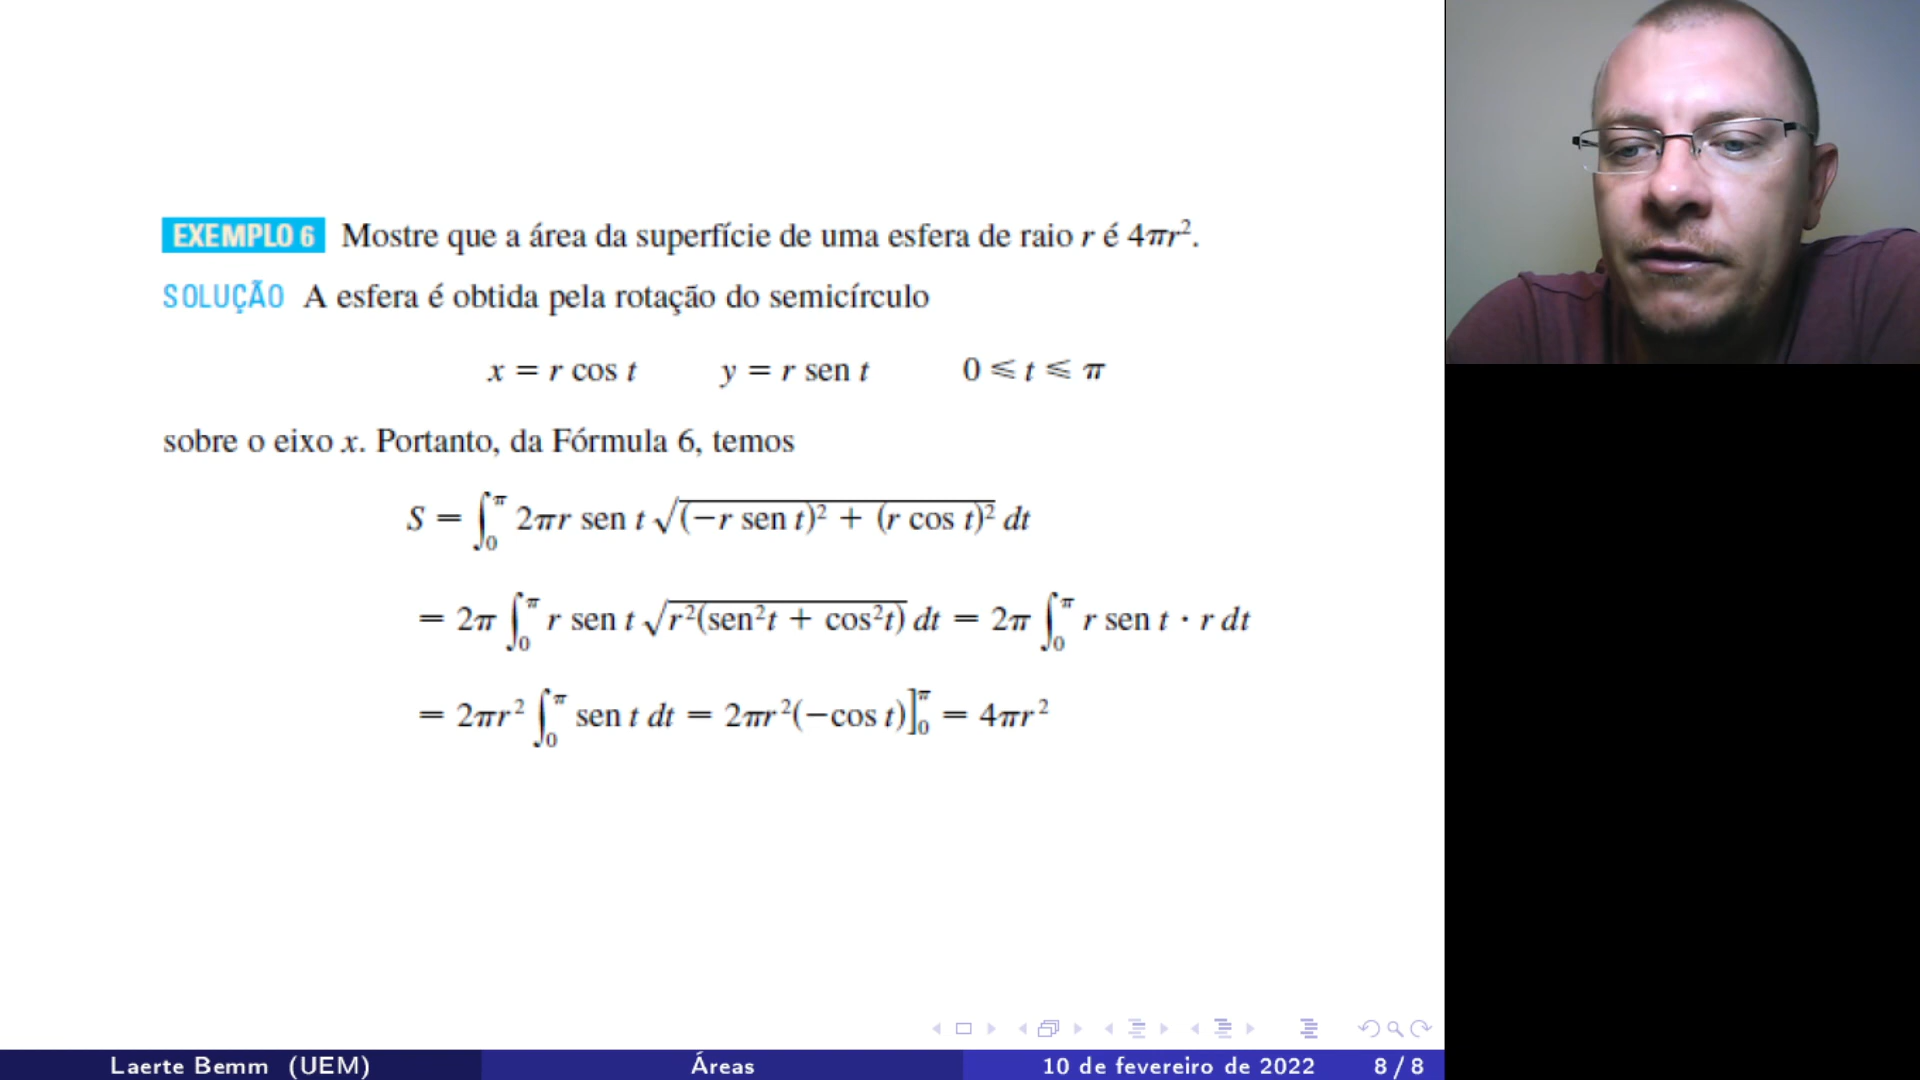 EXEMPLO 6 Mostre que a área da superfície de uma esfera de raio r é 4πr².
SOLUÇÃO A esfera é obtida pela rotação do semicírculo
x = r cos t y = r sen t 0 ≤ t ≤ π
sobre o eixo x. Portanto, da Fórmula 6, temos
S = ∫₀^π 2πr sen t √((−r sen t)² + (r cos t)²) dt
= 2π ∫₀^π r sen t √(r²(sen²t + cos²t)) dt = 2π ∫₀^π r sen t · r dt
= 2πr² ∫₀^π sen t dt = 2πr²(−cos t)]₀^π = 4πr²
Laerte Bemm (UEM) Áreas 10 de fevereiro de 2022 8 / 8